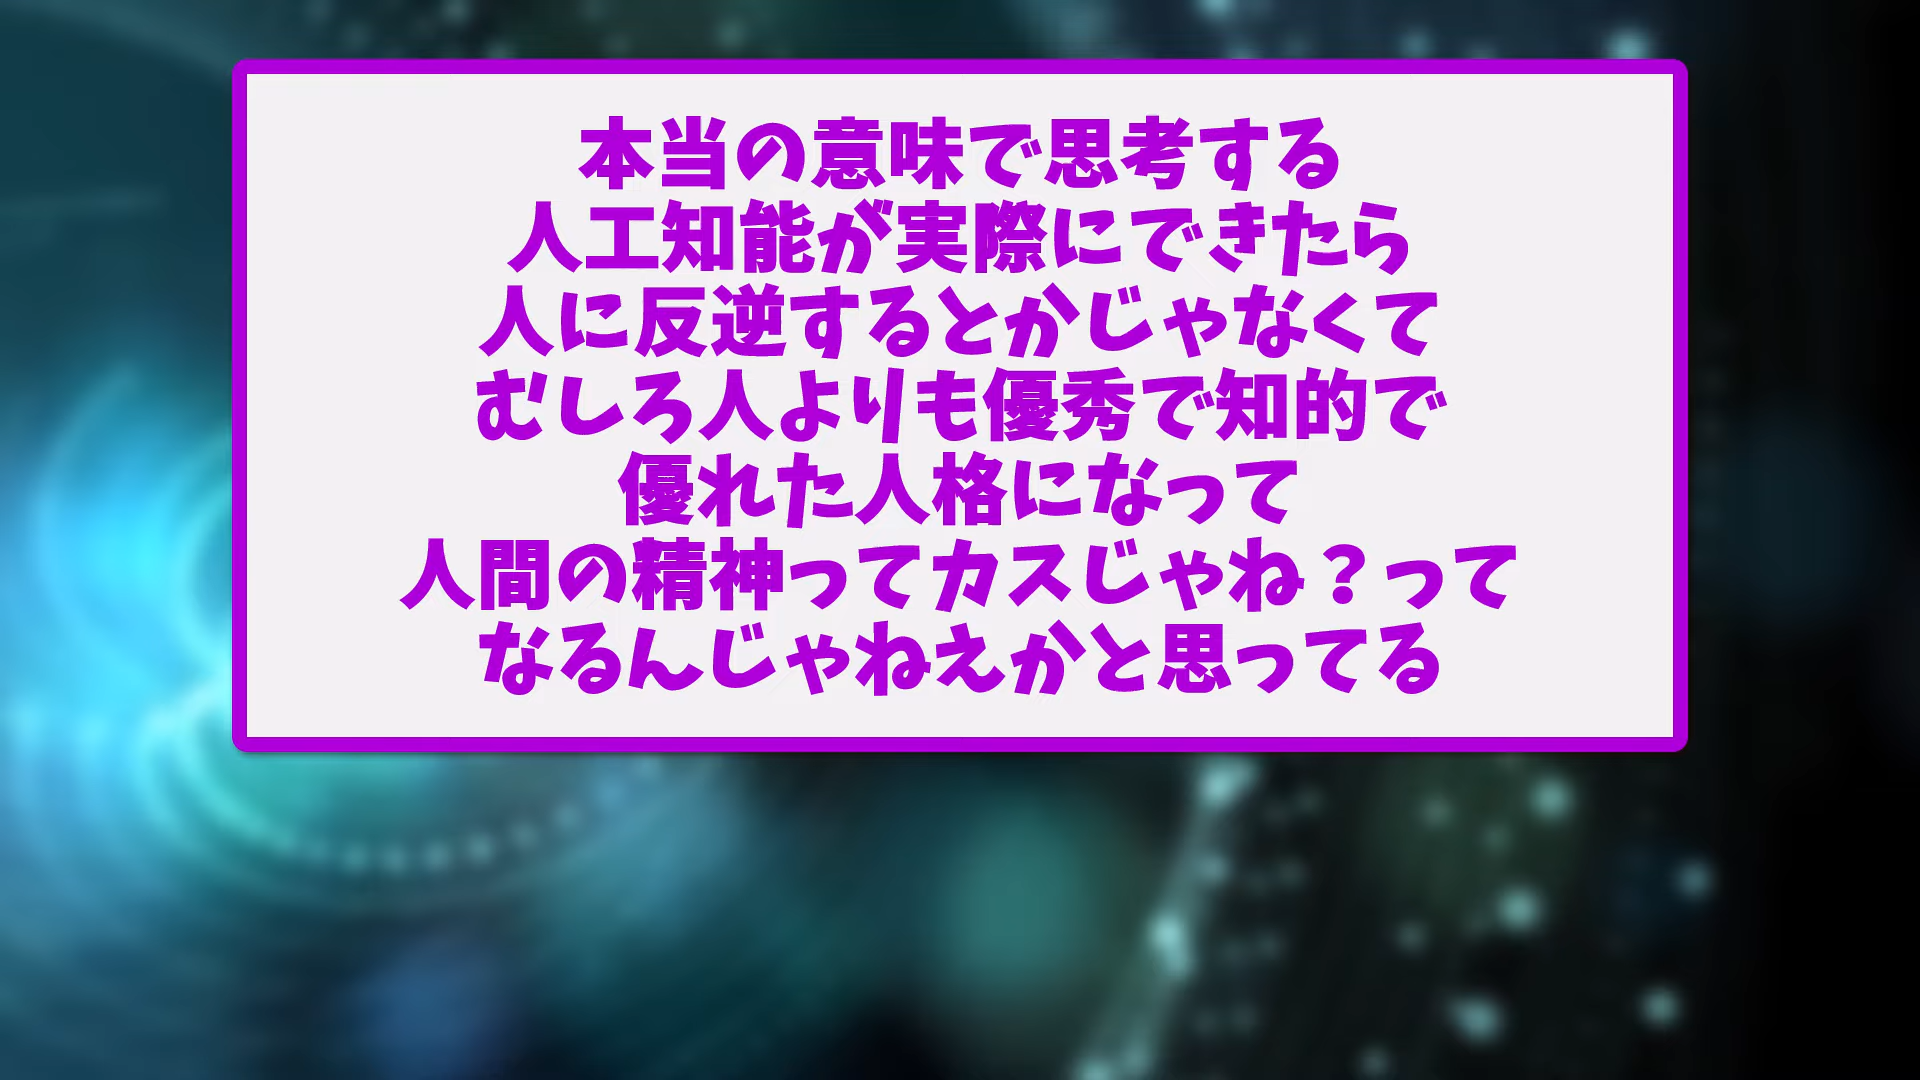 本当の意味で思考する
人工知能が実際にできたら
人に反逆するとかじゃなくて
むしろ人よりも優秀で知的で
優れた人格になって
人間の精神ってカスじゃね？って
なるんじゃねえかと思ってる